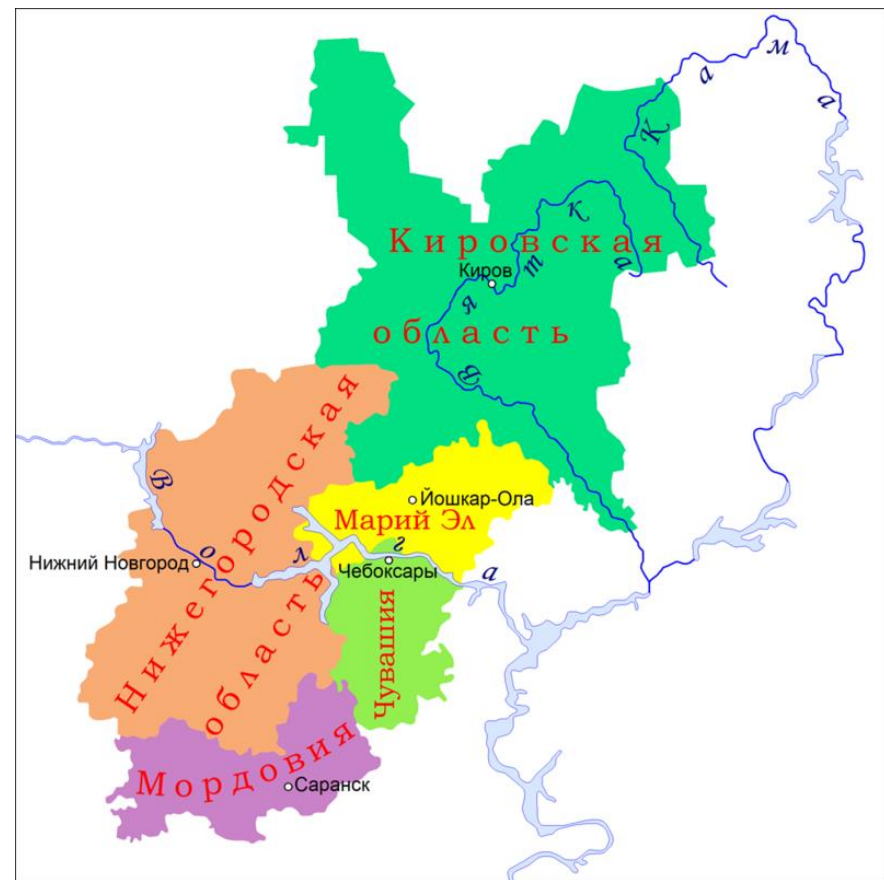 Кама
Кировская
область
Киров
Вятка
Нижегородская
область
Йошкар-Ола
Марий Эл
Волга
Нижний Новгород
Чебоксары
Чувашия
Мордовия
Саранск